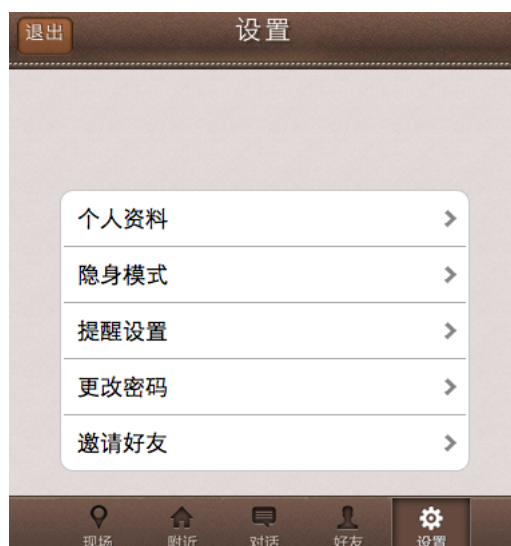 退出
设置
个人资料
隐身模式
提醒设置
更改密码
邀请好友
现场 附近 对话 好友 设置